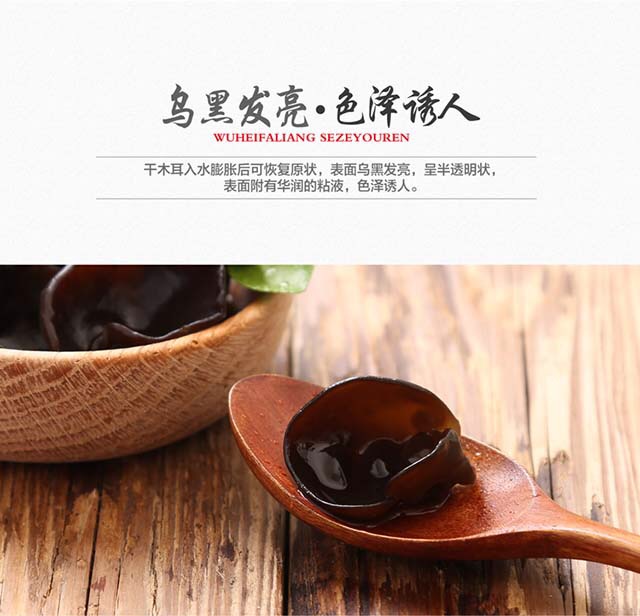 乌黑发亮·色泽诱人
WUHEIFALIANG SEZEYOUREN
干木耳入水膨胀后可恢复原状，表面乌黑发亮，呈半透明状，
表面附有华润的粘液，色泽诱人。